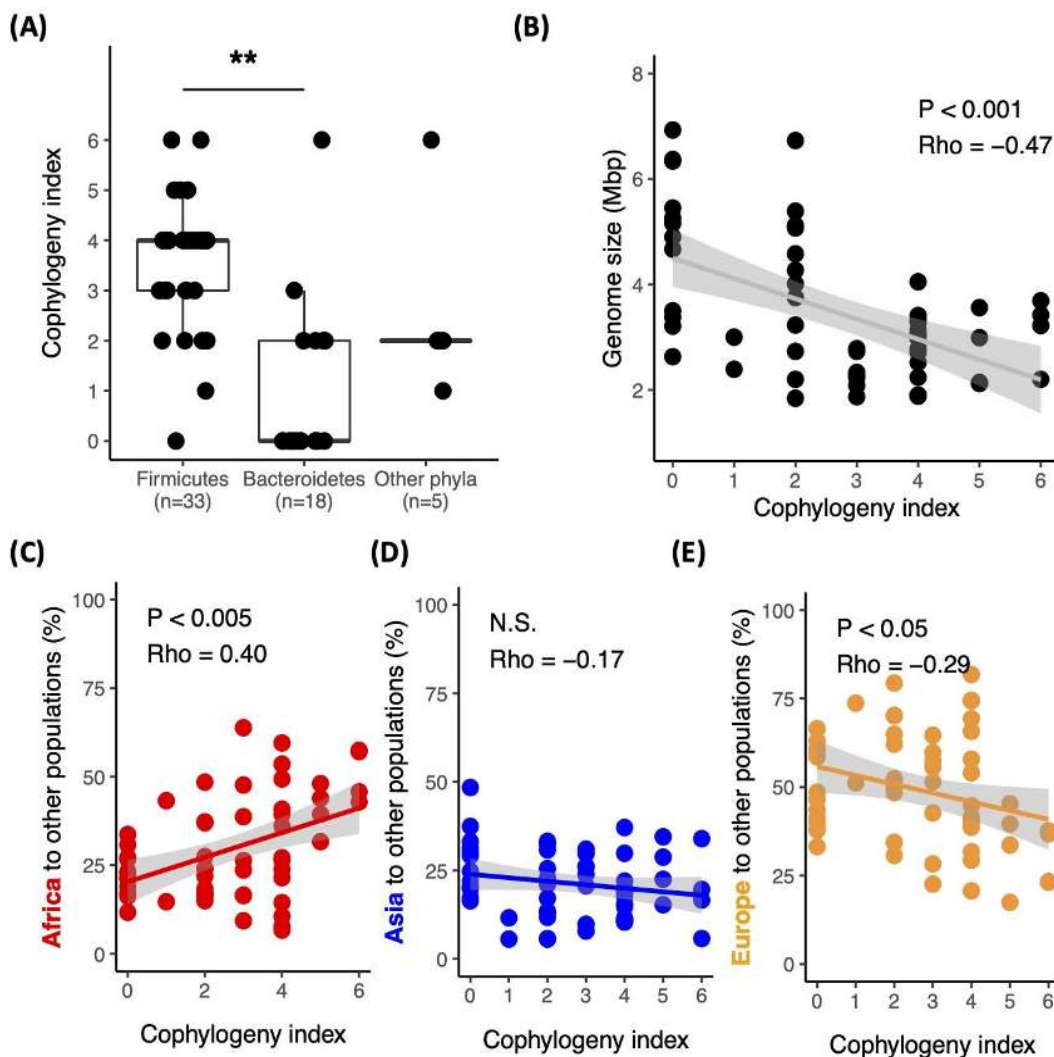 (A)
**
Cophylogeny index
6
5
4
3
2
1
0
Firmicutes
(n=33)
Bacteroidetes
(n=18)
Other phyla
(n=5)
(B)
P < 0.001
Rho = −0.47
Genome size (Mbp)
8
6
4
2
0 1 2 3 4 5 6
Cophylogeny index
(C)
P < 0.005
Rho = 0.40
Africa to other populations (%)
100
75
50
25
0
0 2 4 6
Cophylogeny index
(D)
N.S.
Rho = −0.17
Asia to other populations (%)
100
75
50
25
0
0 1 2 3 4 5 6
Cophylogeny index
(E)
P < 0.05
Rho = −0.29
Europe to other populations (%)
100
75
50
25
0
0 1 2 3 4 5 6
Cophylogeny index